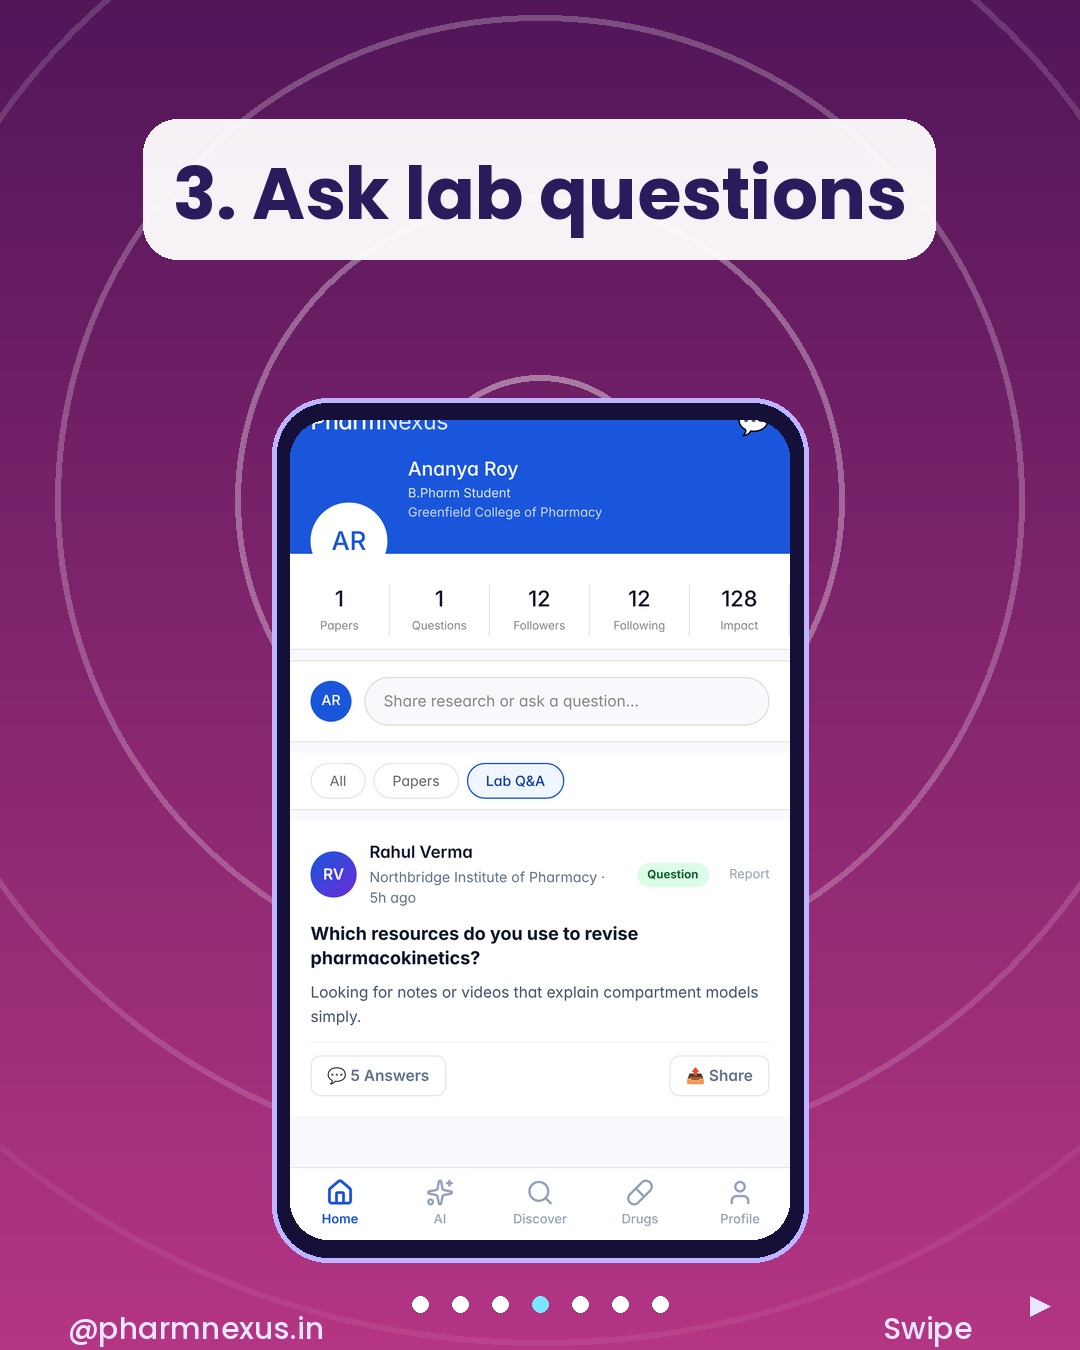 3. Ask lab questions
PharmNexus
Ananya Roy
B.Pharm Student
Greenfield College of Pharmacy
AR
1 1 12 12 128
Papers Questions Followers Following Impact
AR Share research or ask a question...
All Papers Lab Q&A
Rahul Verma
RV Northbridge Institute of Pharmacy · Question Report
5h ago
Which resources do you use to revise
pharmacokinetics?
Looking for notes or videos that explain compartment models
simply.
💬 5 Answers 📤 Share
Home AI Discover Drugs Profile
@pharmnexus.in Swipe